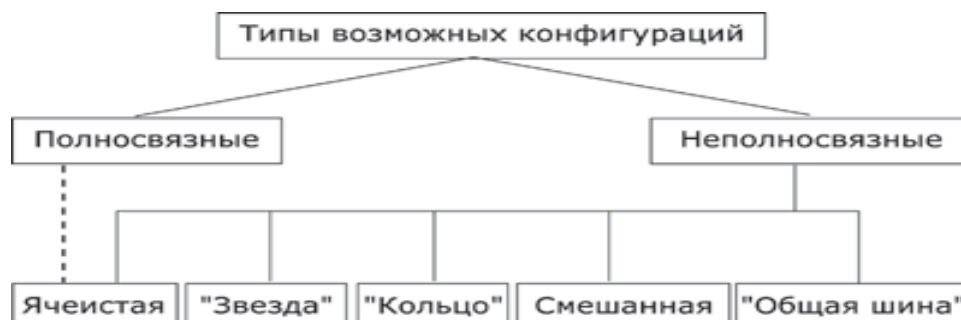 Типы возможных конфигураций
Полносвязные
Неполносвязные
Ячеистая
"Звезда"
"Кольцо"
Смешанная
"Общая шина"